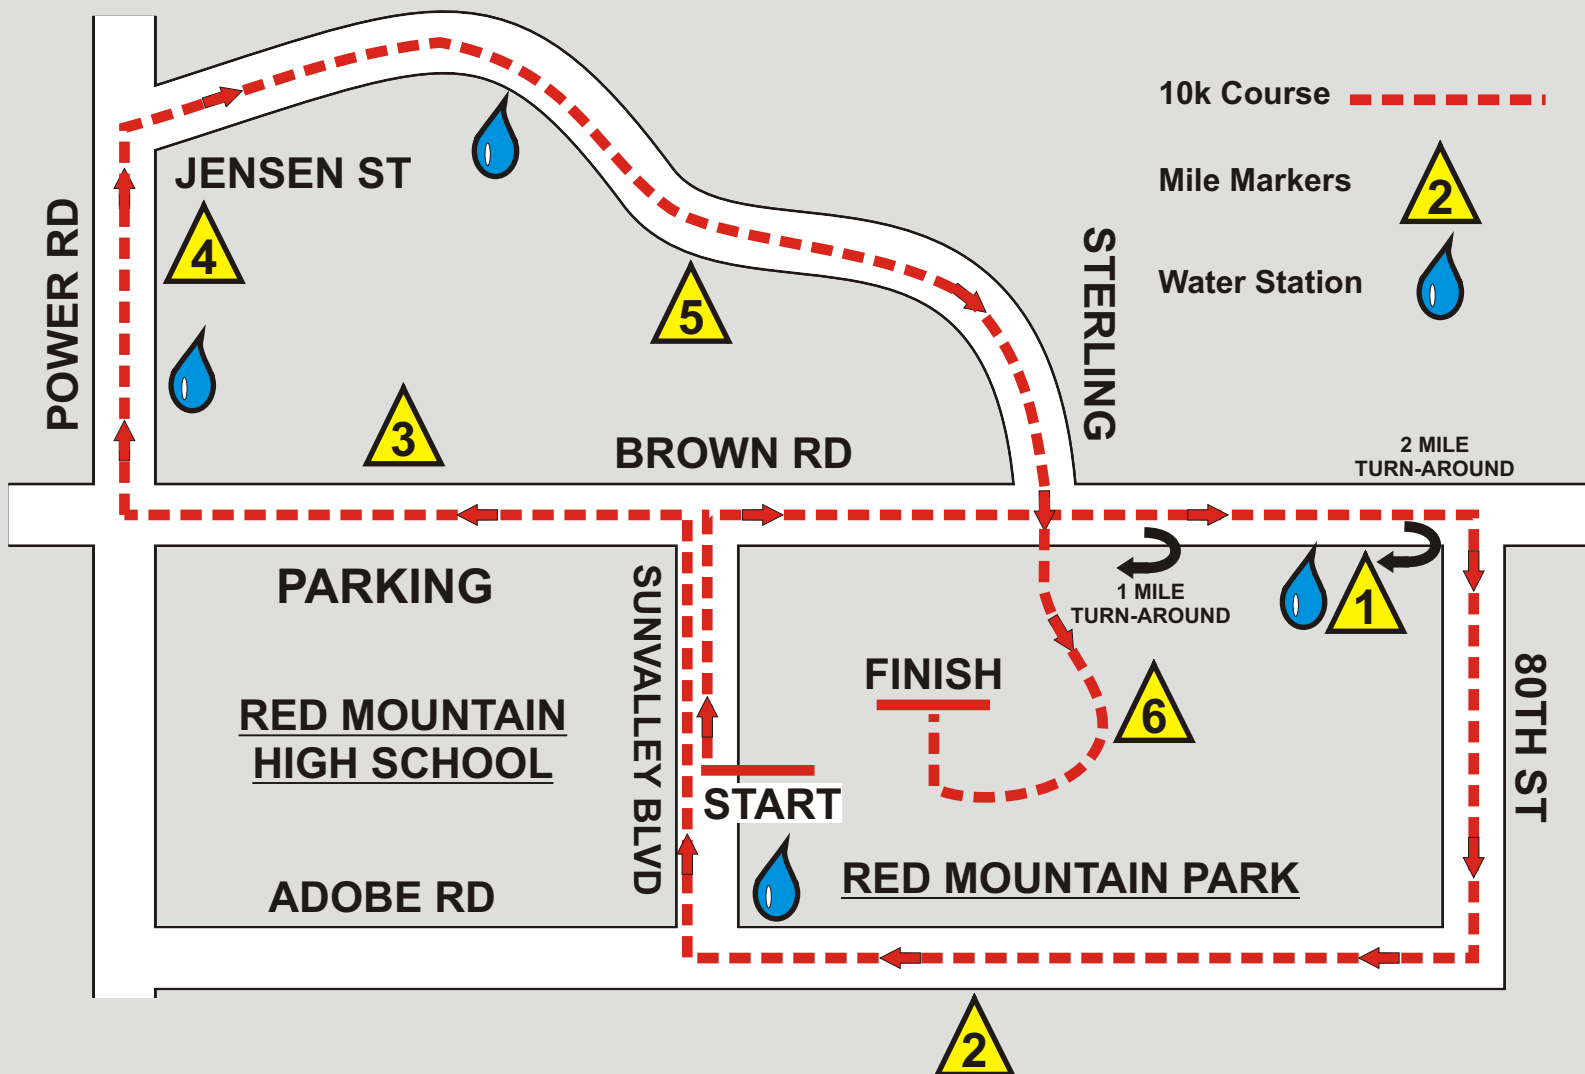 10k Course
JENSEN ST
Mile Markers
2
4
POWER RD
STERLING
Water Station
5
3
BROWN RD
2 MILE
TURN-AROUND
PARKING
SUNVALLEY BLVD
1 MILE
TURN-AROUND
1
FINISH
6
80TH ST
RED MOUNTAIN
HIGH SCHOOL
START
ADOBE RD
RED MOUNTAIN PARK
2